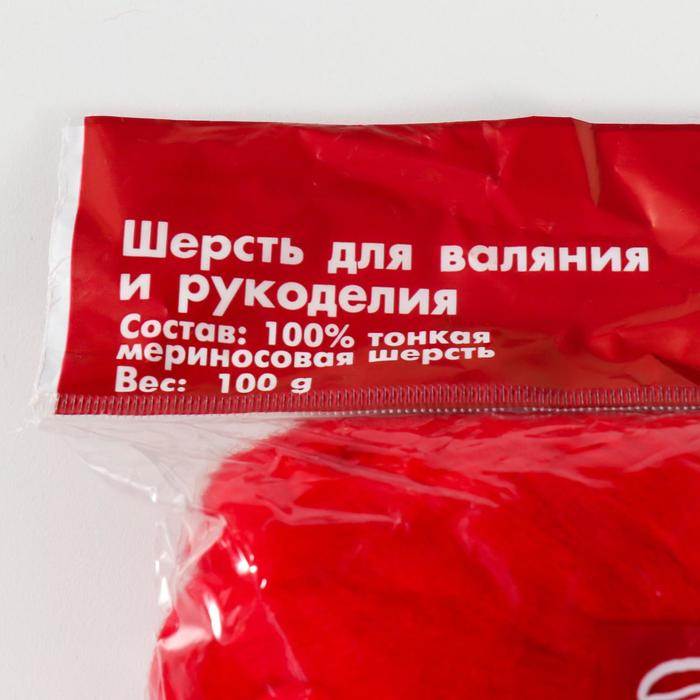 Шерсть для валяния
и рукоделия
Состав: 100% тонкая
мериносовая шерсть
Вес: 100 g